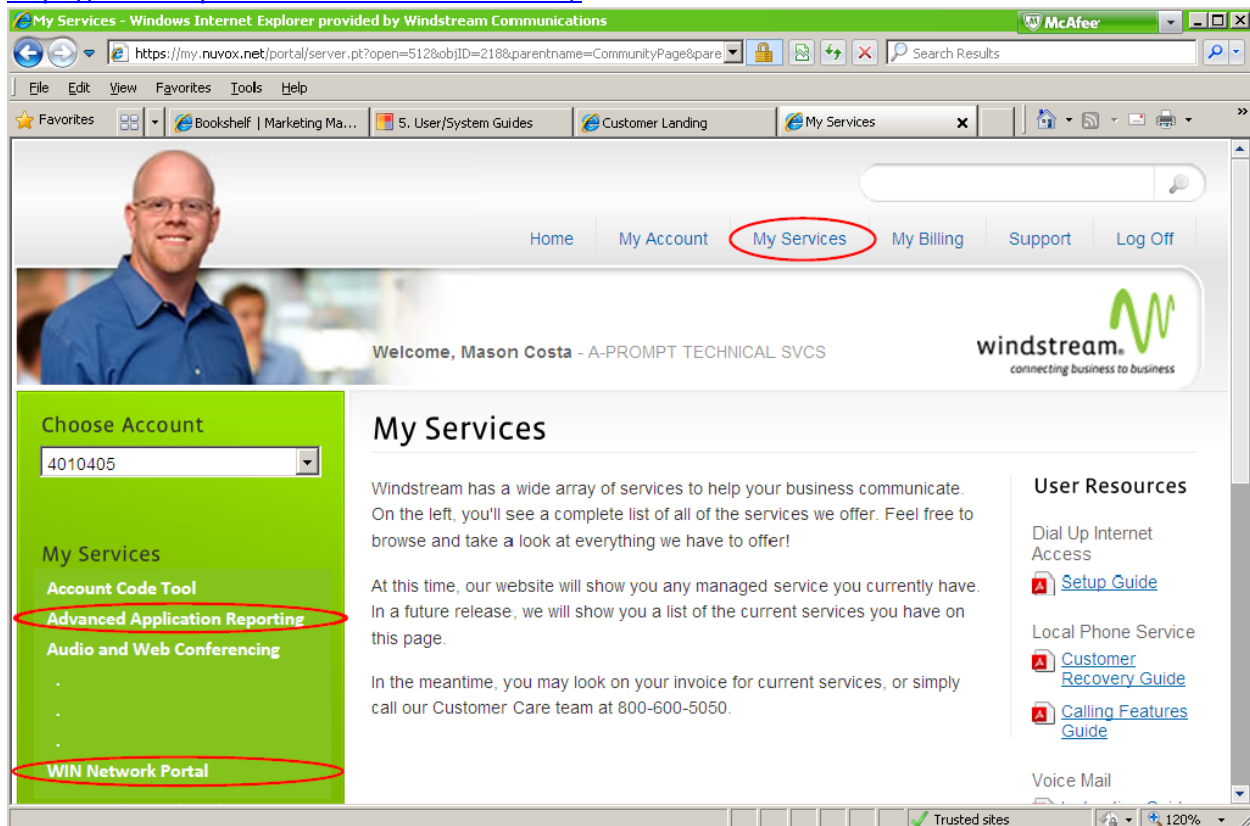 My Services - Windows Internet Explorer provided by Windstream Communications
McAfee
https://my.nuvox.net/portal/server.pt?open=512&objID=218&parentname=CommunityPage&pare
Search Results
File Edit View Favorites Tools Help
Favorites
Bookshelf | Marketing Ma...
5. User/System Guides
Customer Landing
My Services
Home
My Account
My Services
My Billing
Support
Log Off
Welcome, Mason Costa - A-PROMPT TECHNICAL SVCS
windstream.
connecting business to business
Choose Account
4010405
My Services
Account Code Tool
Advanced Application Reporting
Audio and Web Conferencing
.
.
.
WIN Network Portal
My Services
Windstream has a wide array of services to help your business communicate.
On the left, you'll see a complete list of all of the services we offer. Feel free to
browse and take a look at everything we have to offer!
At this time, our website will show you any managed service you currently have.
In a future release, we will show you a list of the current services you have on
this page.
In the meantime, you may look on your invoice for current services, or simply
call our Customer Care team at 800-600-5050.
User Resources
Dial Up Internet
Access
Setup Guide
Local Phone Service
Customer
Recovery Guide
Calling Features
Guide
Voice Mail
Trusted sites
120%